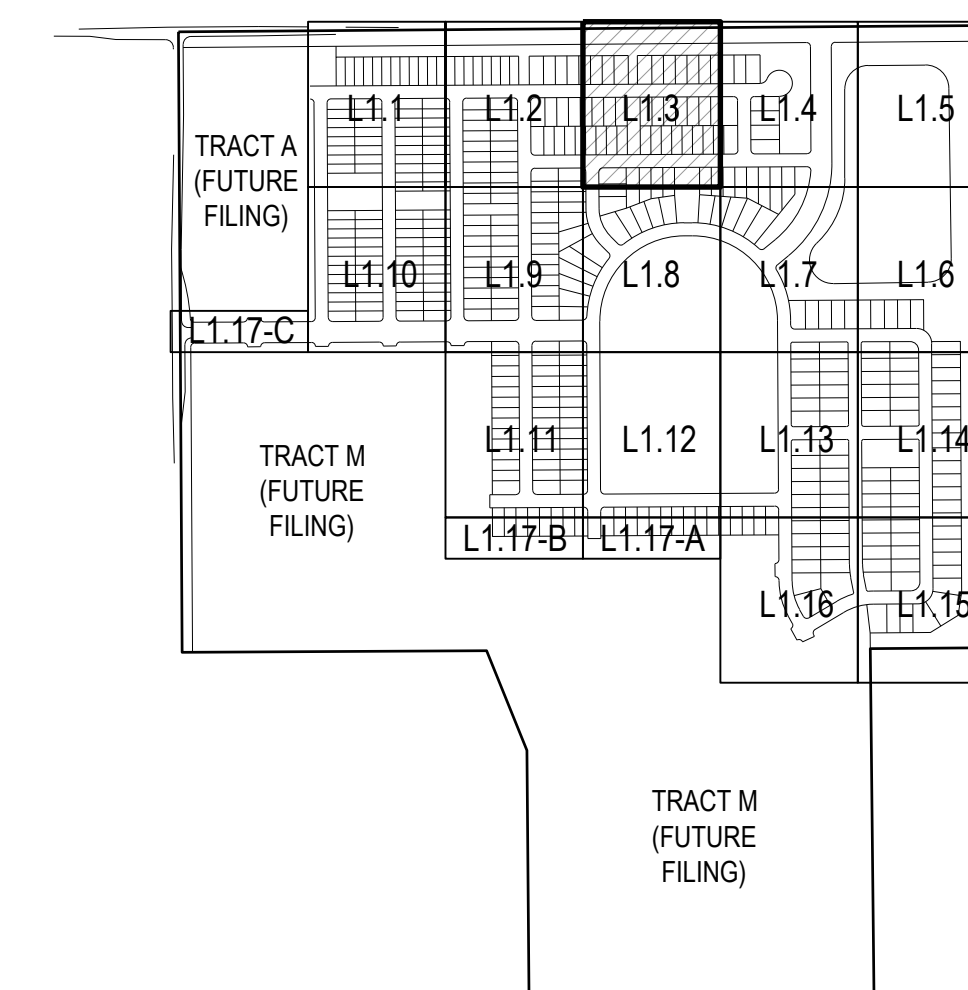 L1.1
L1.2
L1.3
L1.4
L1.5
TRACT A
(FUTURE
FILING)
L1.10
L1.9
L1.8
L1.7
L1.6
L1.17-C
L1.11
L1.12
L1.13
L1.14
TRACT M
(FUTURE
FILING)
L1.17-B
L1.17-A
L1.16
L1.15
TRACT M
(FUTURE
FILING)